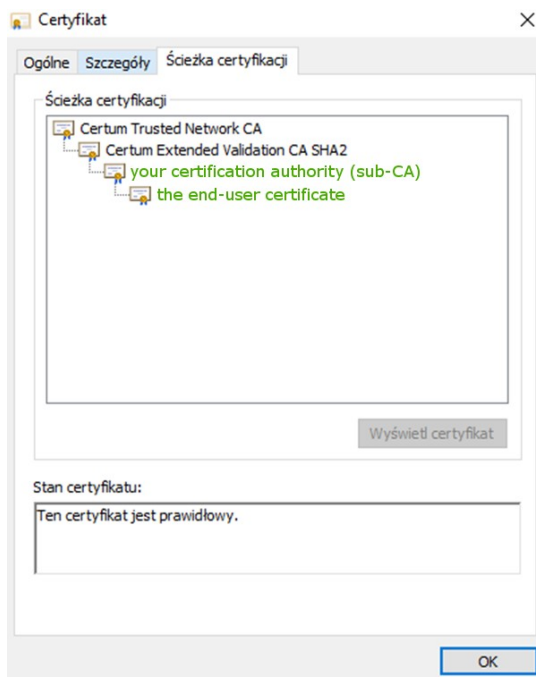 Certyfikat
Ogólne Szczegóły Ścieżka certyfikacji
Ścieżka certyfikacji
Certum Trusted Network CA
Certum Extended Validation CA SHA2
your certification authority (sub-CA)
the end-user certificate
Wyświetl certyfikat
Stan certyfikatu:
Ten certyfikat jest prawidłowy.
OK